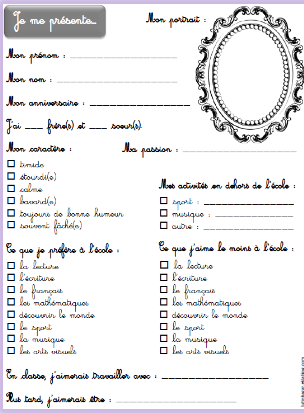 Je me présente...
Mon portrait :
Mon prénom :
Mon nom :
Mon anniversaire :
J'ai ___ frère(s) et ___ soeur(s).
Mon caractère :
timide
étourdi(e)
calme
bavard(e)
toujours de bonne humeur
souvent fâché(e)
Ma passion :
Mes activités en dehors de l'école :
sport :
musique :
autre :
Ce que je préfère à l'école :
la lecture
l'écriture
le français
les mathématiques
découvrir le monde
le sport
la musique
les arts visuels
Ce que j'aime le moins à l'école :
la lecture
l'écriture
le français
les mathématiques
découvrir le monde
le sport
la musique
les arts visuels
En classe, j'aimerais travailler avec :
Plus tard, j'aimerais être :